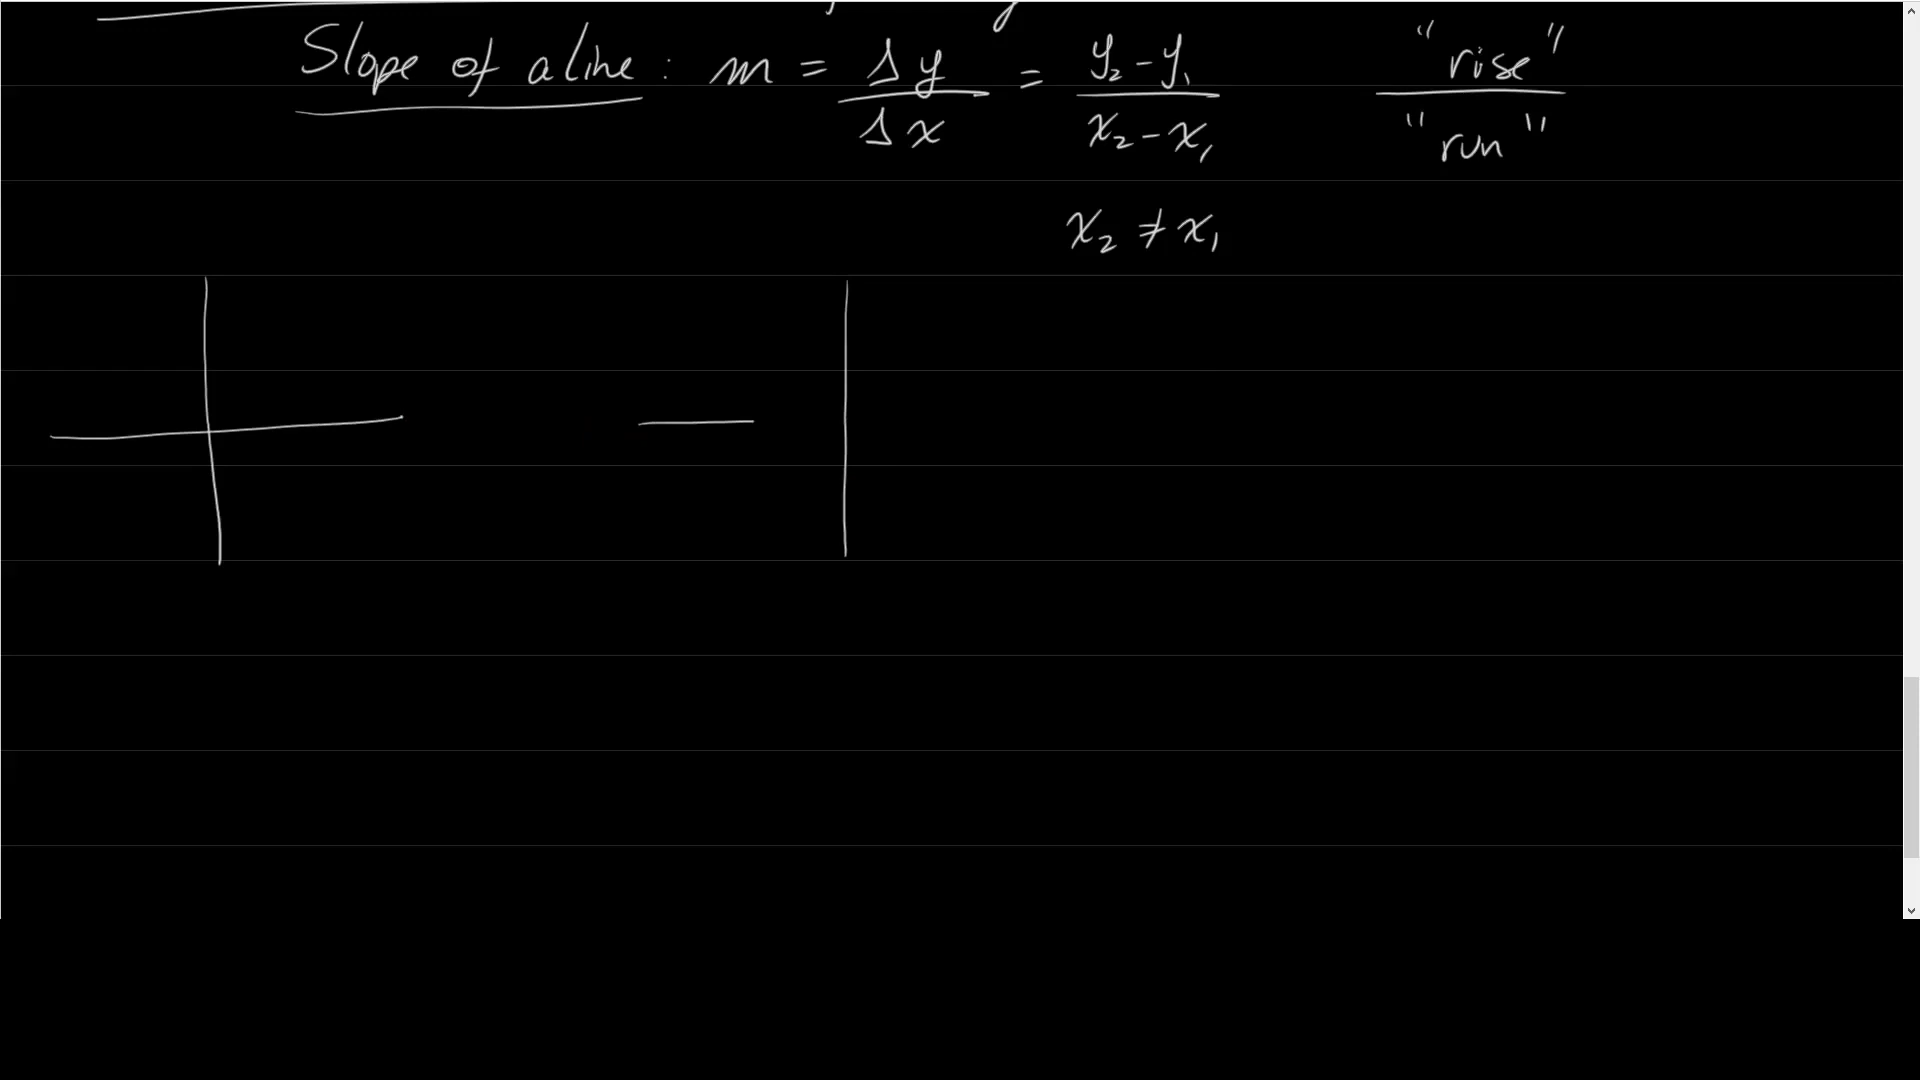 Slope of a line : m = Δy/Δx = (y₂-y₁)/(x₂-x₁) "rise"/"run"
x₂ ≠ x₁